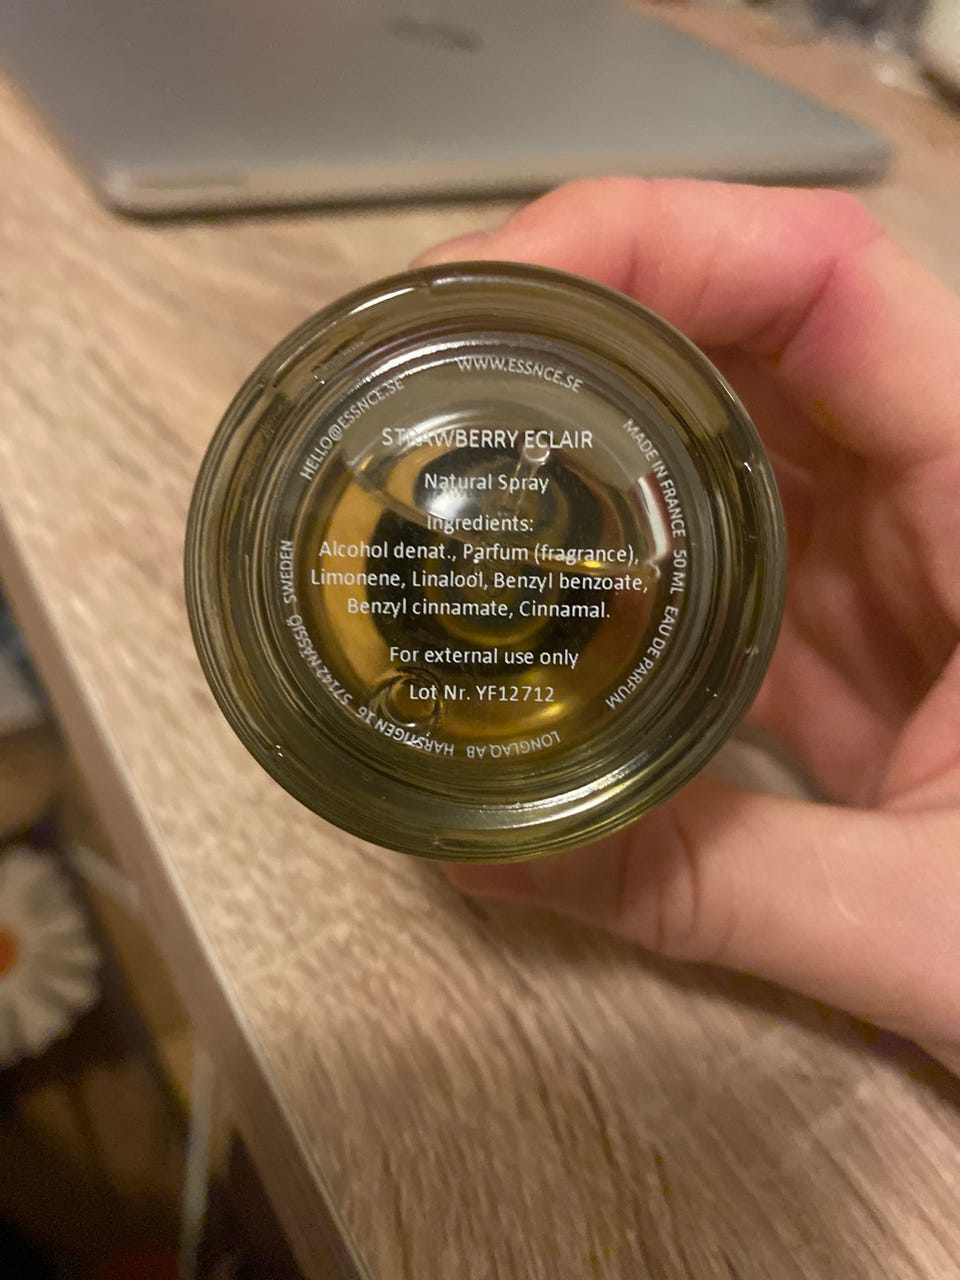 WWW.ESSNCE.SE
HELLO@ESSNCE.SE
STRAWBERRY ECLAIR
Natural Spray
Ingredients:
Alcohol denat., Parfum (fragrance),
Limonene, Linalool, Benzyl benzoate,
Benzyl cinnamate, Cinnamal.
For external use only
Lot Nr. YF12712
MADE IN FRANCE 50 ML EAU DE PARFUM
LONGLAQ AB HARSTIGEN 16 57142 NÄSSJÖ SWEDEN